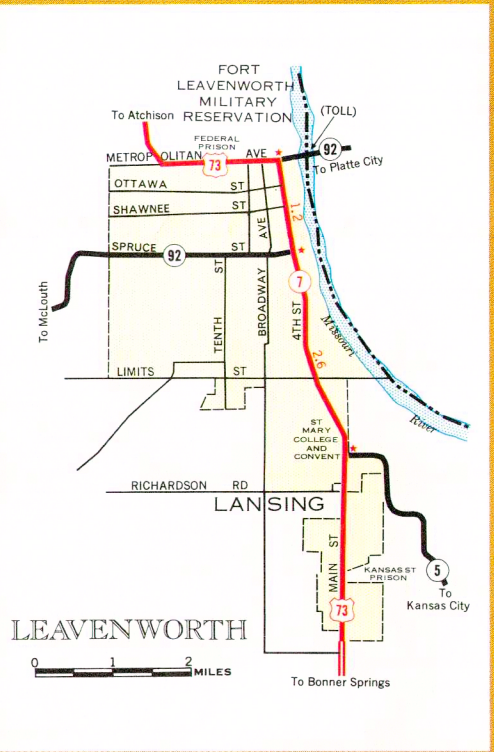 FORT
LEAVENWORTH
MILITARY
RESERVATION
To Atchison
(TOLL)
FEDERAL
PRISON
92
METROPOLITAN AVE
73
To Platte City
OTTAWA ST
SHAWNEE ST
1.2
AVE
SPRUCE ST
92
7
To McLouth
TENTH ST
BROADWAY
4TH ST
Missouri
River
2.6
LIMITS ST
ST
MARY
COLLEGE
AND
CONVENT
RICHARDSON RD
LANSING
MAIN ST
KANSAS ST
PRISON
5
To
Kansas City
73
LEAVENWORTH
0 1 2
MILES
To Bonner Springs